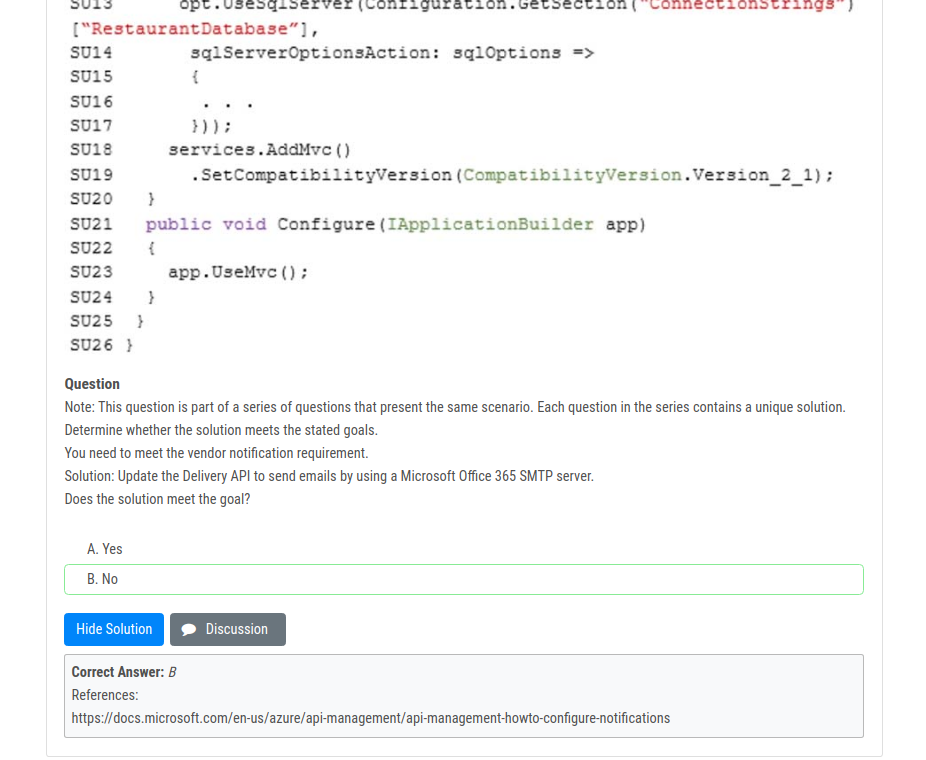 SU13 opt.UseSqlServer(Configuration.GetSection("ConnectionStrings")
["RestaurantDatabase"],
SU14 sqlServerOptionsAction: sqlOptions =>
SU15 {
SU16 . . .
SU17 }));
SU18 services.AddMvc()
SU19 .SetCompatibilityVersion(CompatibilityVersion.Version_2_1);
SU20 }
SU21 public void Configure(IApplicationBuilder app)
SU22 {
SU23 app.UseMvc();
SU24 }
SU25 }
SU26 }
Question
Note: This question is part of a series of questions that present the same scenario. Each question in the series contains a unique solution.
Determine whether the solution meets the stated goals.
You need to meet the vendor notification requirement.
Solution: Update the Delivery API to send emails by using a Microsoft Office 365 SMTP server.
Does the solution meet the goal?
A. Yes
B. No
Hide Solution Discussion
Correct Answer: B
References:
https://docs.microsoft.com/en-us/azure/api-management/api-management-howto-configure-notifications